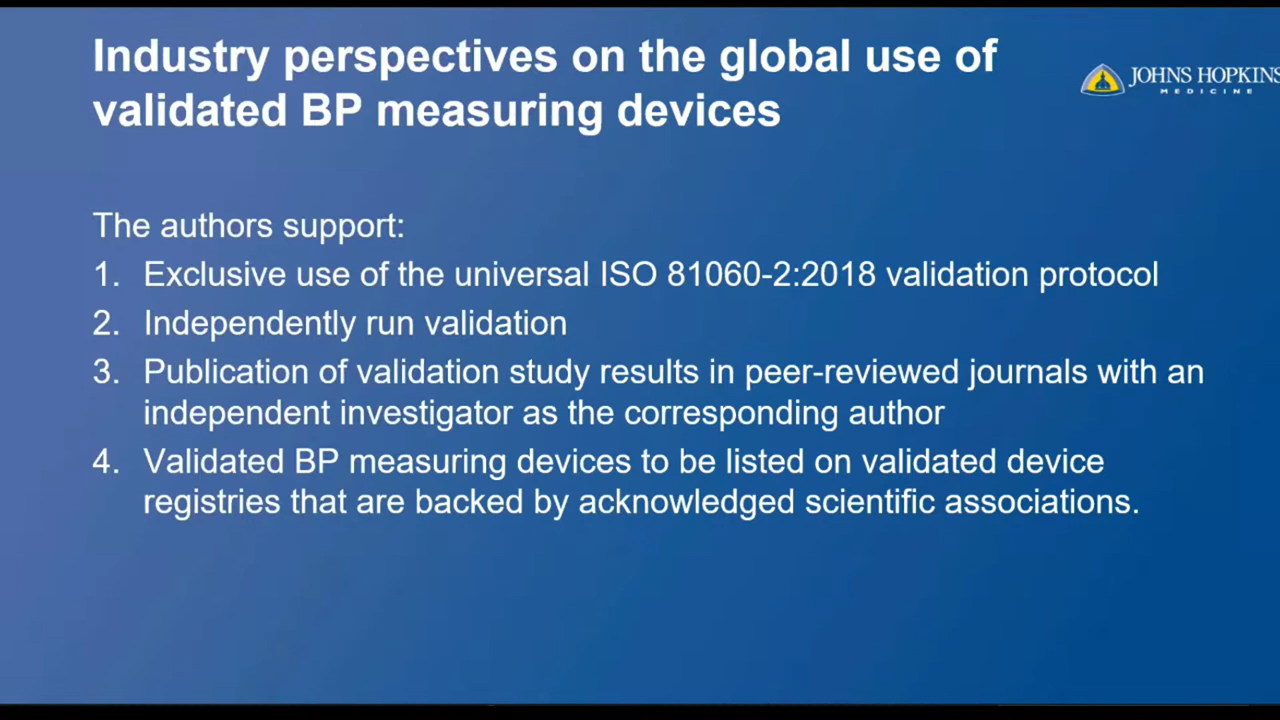 Industry perspectives on the global use of
validated BP measuring devices
JOHNS HOPKINS
MEDICINE
The authors support:
1. Exclusive use of the universal ISO 81060-2:2018 validation protocol
2. Independently run validation
3. Publication of validation study results in peer-reviewed journals with an
independent investigator as the corresponding author
4. Validated BP measuring devices to be listed on validated device
registries that are backed by acknowledged scientific associations.